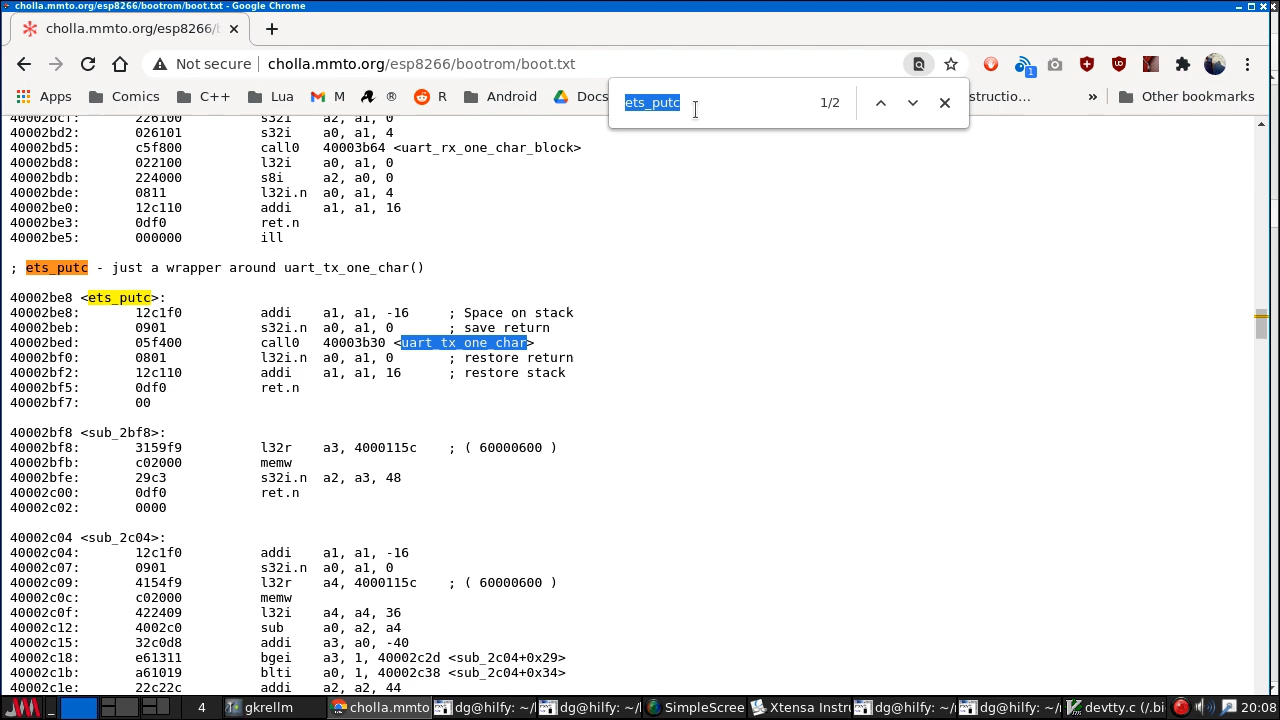 cholla.mmto.org/esp8266/bootrom/boot.txt - Google Chrome
cholla.mmto.org/esp8266/b
Not secure cholla.mmto.org/esp8266/bootrom/boot.txt
1
Apps Channels C++ Lua M ® R Android Docs structio... » Other bookmarks
ets_putc 1/2
40002bcf: 226100 s32i a2, a1, 0
40002bd2: 026101 s32i a0, a1, 4
40002bd5: c5f800 call0 40003b64 <uart_rx_one_char_block>
40002bd8: 022100 l32i a0, a1, 0
40002bdb: 224000 s8i a2, a0, 0
40002bde: 0811 l32i.n a0, a1, 4
40002be0: 12c110 addi a1, a1, 16
40002be3: 0df0 ret.n
40002be5: 000000 ill
; ets_putc - just a wrapper around uart_tx_one_char()
40002be8 <ets_putc>:
40002be8: 12c1f0 addi a1, a1, -16 ; Space on stack
40002beb: 0901 s32i.n a0, a1, 0 ; save return
40002bed: 05f400 call0 40003b30 <uart_tx_one_char>
40002bf0: 0801 l32i.n a0, a1, 0 ; restore return
40002bf2: 12c110 addi a1, a1, 16 ; restore stack
40002bf5: 0df0 ret.n
40002bf7: 00
40002bf8 <sub_2bf8>:
40002bf8: 3159f9 l32r a3, 4000115c ; ( 60000600 )
40002bfb: c02000 memw
40002bfe: 29c3 s32i.n a2, a3, 48
40002c00: 0df0 ret.n
40002c02: 0000
40002c04 <sub_2c04>:
40002c04: 12c1f0 addi a1, a1, -16
40002c07: 0901 s32i.n a0, a1, 0
40002c09: 4154f9 l32r a4, 4000115c ; ( 60000600 )
40002c0c: c02000 memw
40002c0f: 422409 l32i a4, a4, 36
40002c12: 4002c0 sub a0, a2, a4
40002c15: 32c0d8 addi a3, a0, -40
40002c18: e61311 bgei a3, 1, 40002c2d <sub_2c04+0x29>
40002c1b: a61019 blti a0, 1, 40002c38 <sub_2c04+0x34>
40002c1e: 22c22c addi a2, a2, 44
4 gkrellm cholla.mmto dg@hilfy: ~/ dg@hilfy: ~/ SimpleScree Xtensa Instru dg@hilfy: ~/ dg@hilfy: ~/ devtty.c (/.bi 20:08